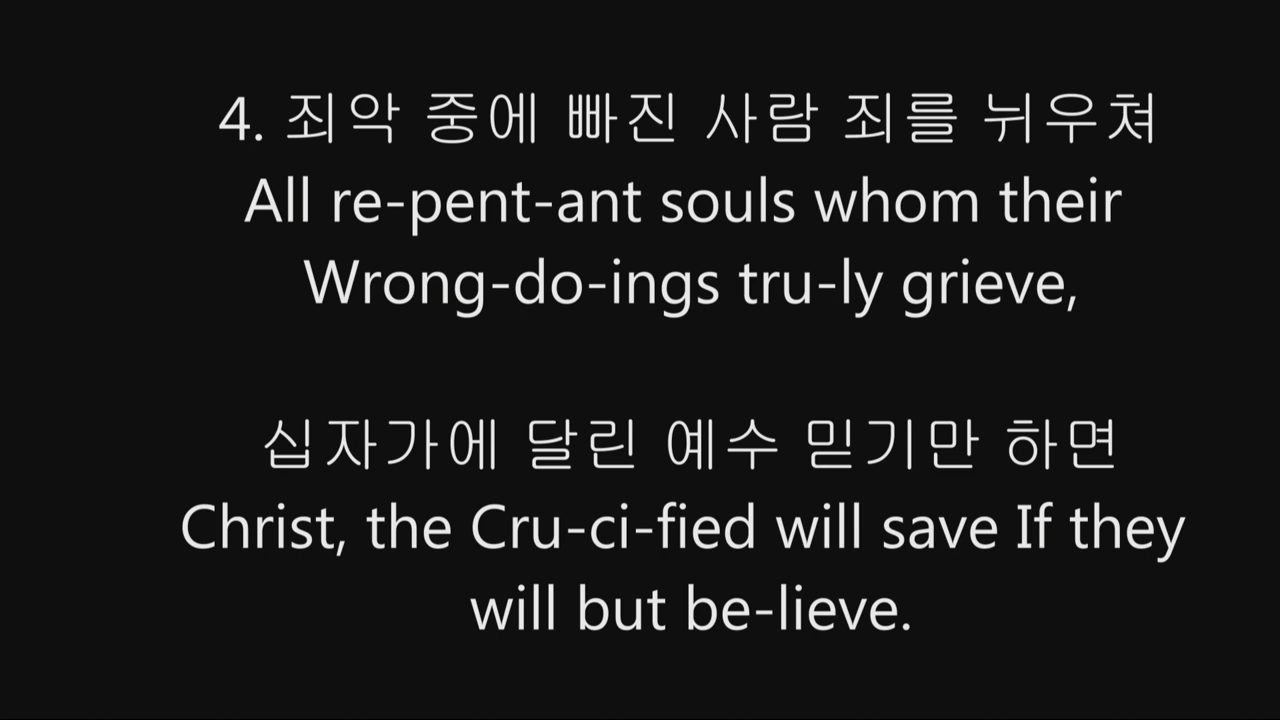 4. 죄악 중에 빠진 사람 죄를 뉘우쳐
All re-pent-ant souls whom their
Wrong-do-ings tru-ly grieve,
십자가에 달린 예수 믿기만 하면
Christ, the Cru-ci-fied will save If they
will but be-lieve.